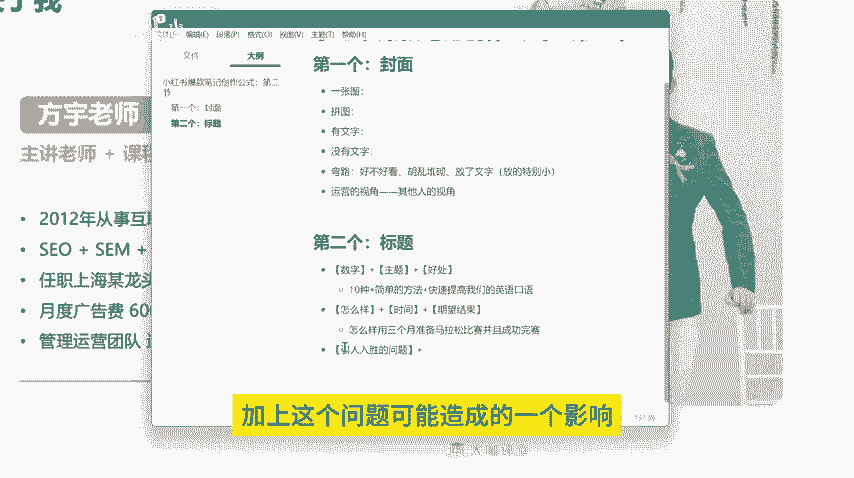 方宇老师
主讲老师 + 课程
• 2012年从事互联
• SEO + SEM +
• 任职上海某龙头
• 月度广告费 600
• 管理运营团队
编辑(E) 段落(P) 格式(O) 视图(V) 主题(T) 帮助(H)
文件 大纲
小红书爆款笔记创作公式：第二
节
第一个：封面
第二个：标题
第一个：封面
• 一张图：
• 拼图：
• 有文字：
• 没有文字：
• 弯路：好不好看、胡乱堆砌、放了文字（放的特别小）
• 运营的视角——其他人的视角
第二个：标题
• 【数字】+【主题】+【好处】
◦ 10种+简单的方法+快速提高我们的英语口语
• 【怎么样】+【时间】+【期望结果】
◦ 怎么样用三个月准备马拉松比赛并且成功完赛
• 【引人入胜的问题】+
加上这个问题可能造成的一个影响